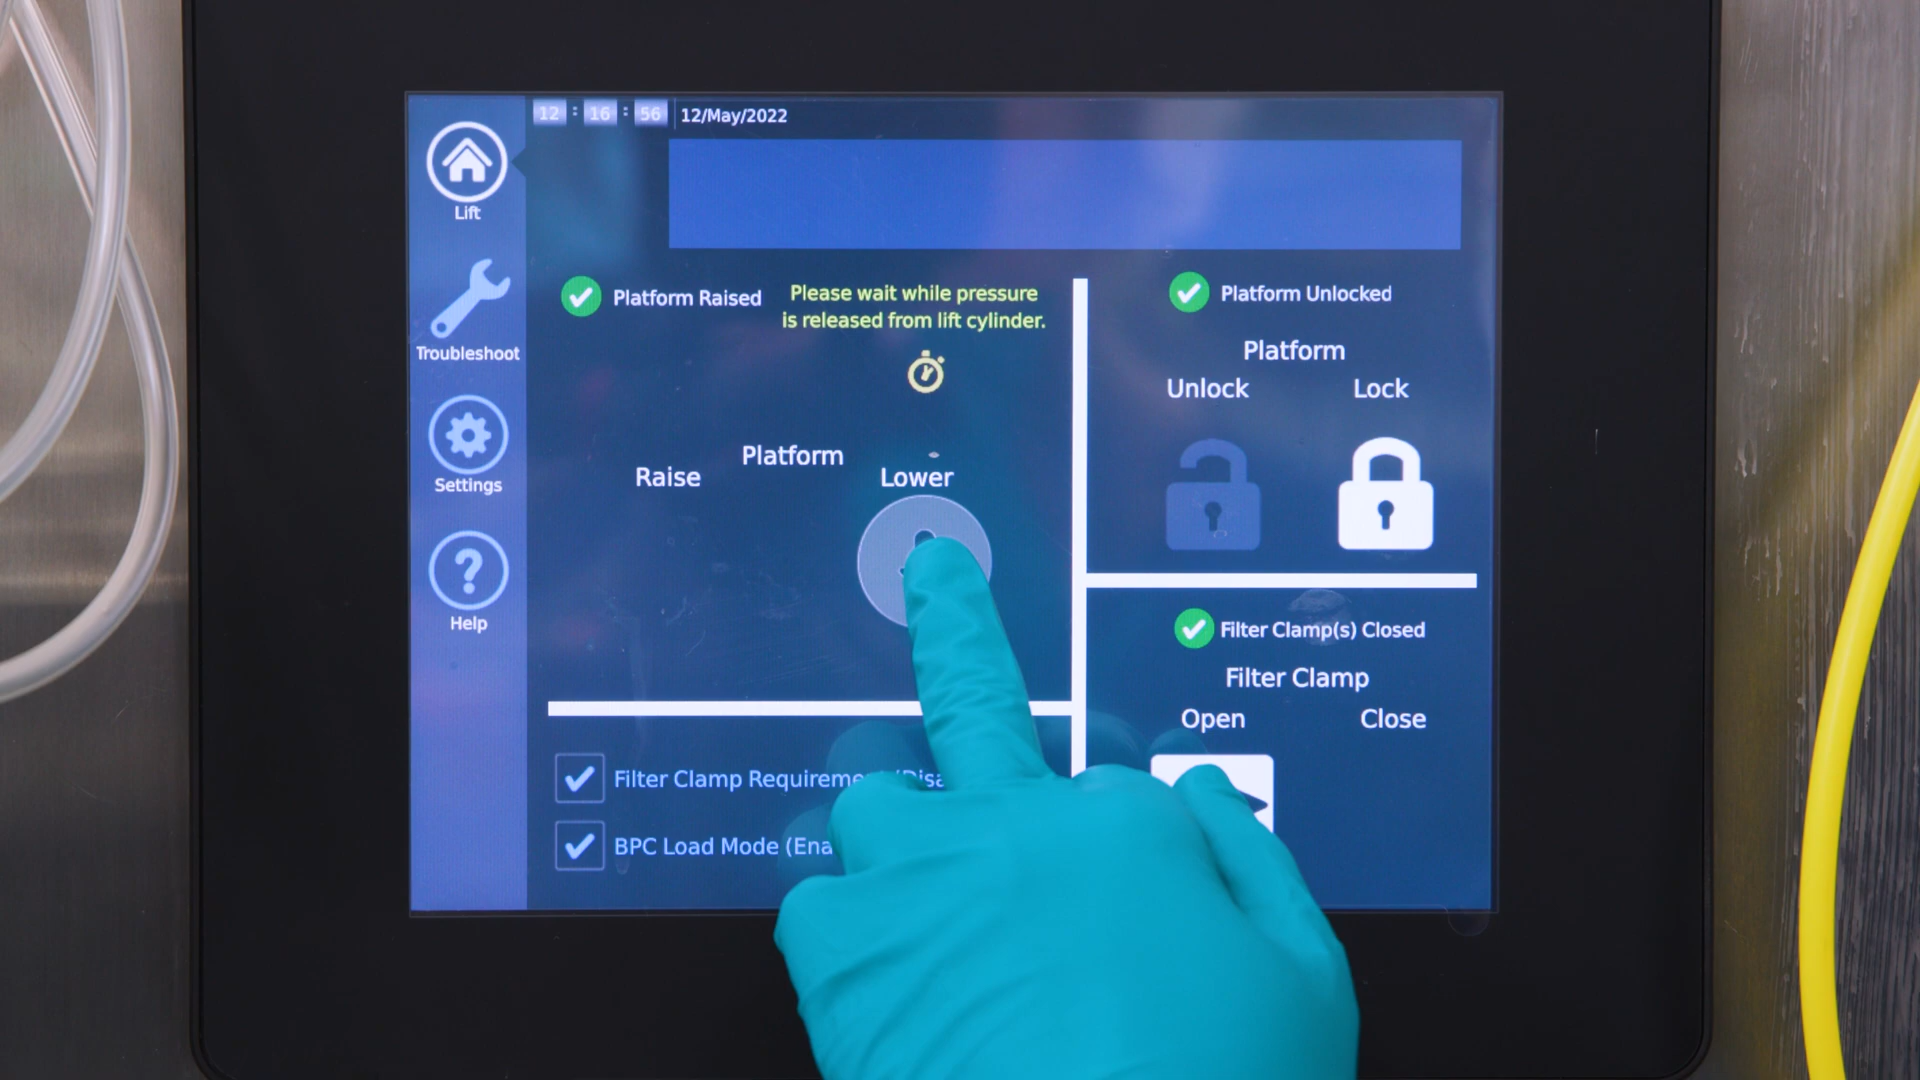 12 : 16 : 56 12/May/2022
Lift
Troubleshoot
Settings
Help
Platform Raised
Please wait while pressure
is released from lift cylinder.
Platform
Raise Lower
Platform Unlocked
Platform
Unlock Lock
Filter Clamp(s) Closed
Filter Clamp
Open Close
Filter Clamp
BPC Load Mode